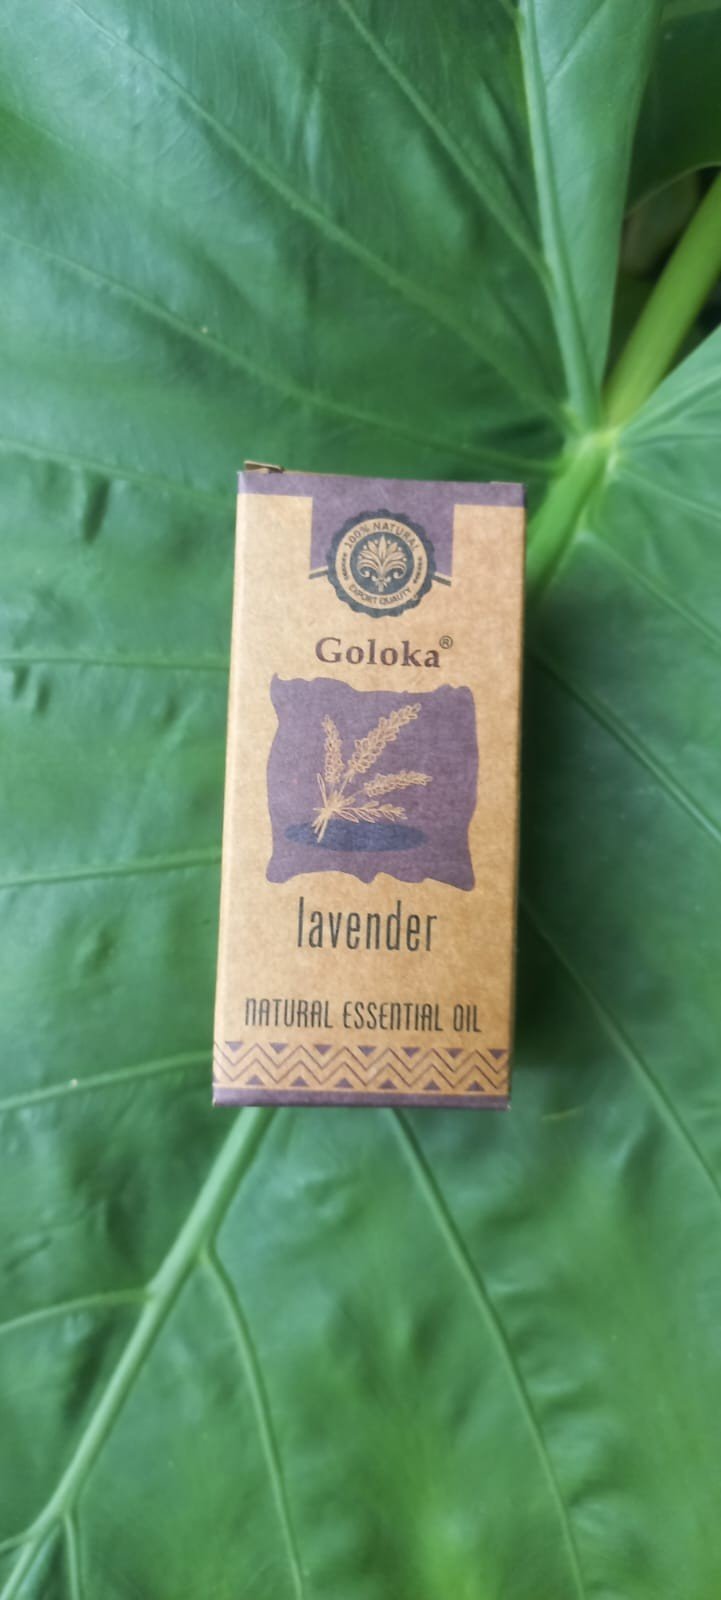 100% NATURAL
EXPORT QUALITY
Goloka®
lavender
NATURAL ESSENTIAL OIL